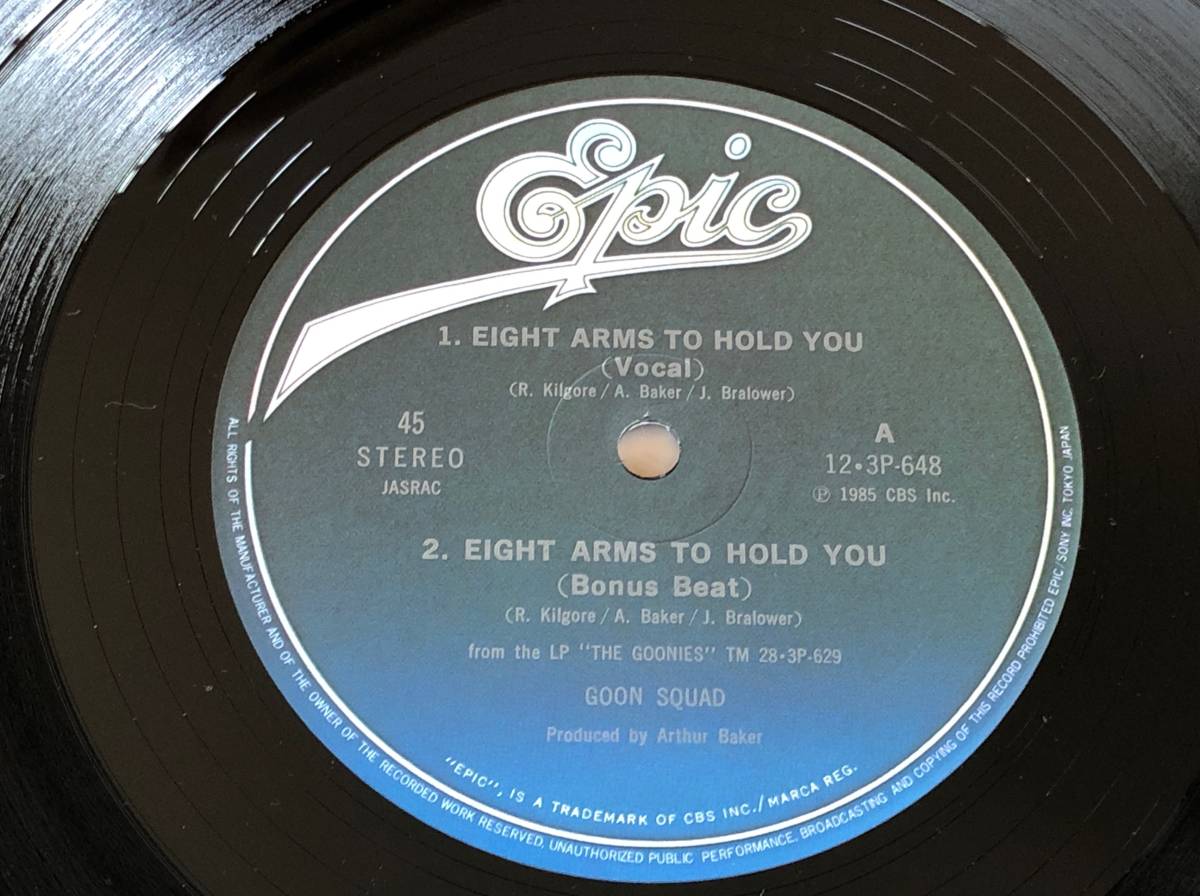 Epic
1. EIGHT ARMS TO HOLD YOU
(Vocal)
(R. Kilgore/A. Baker/J. Bralower)
45
STEREO
JASRAC
A
12・3P-648
Ⓟ 1985 CBS Inc.
2. EIGHT ARMS TO HOLD YOU
(Bonus Beat)
(R. Kilgore/A. Baker/J. Bralower)
from the LP "THE GOONIES" TM 28・3P-629
GOON SQUAD
Produced by Arthur Baker
"EPIC", IS A TRADEMARK OF CBS INC./MARCA REG.
ALL RIGHTS OF THE MANUFACTURER AND OF THE OWNER OF THE RECORDED WORK RESERVED, UNAUTHORIZED PUBLIC PERFORMANCE, BROADCASTING AND COPYING OF THIS RECORD PROHIBITED EPIC/SONY INC. TOKYO JAPAN